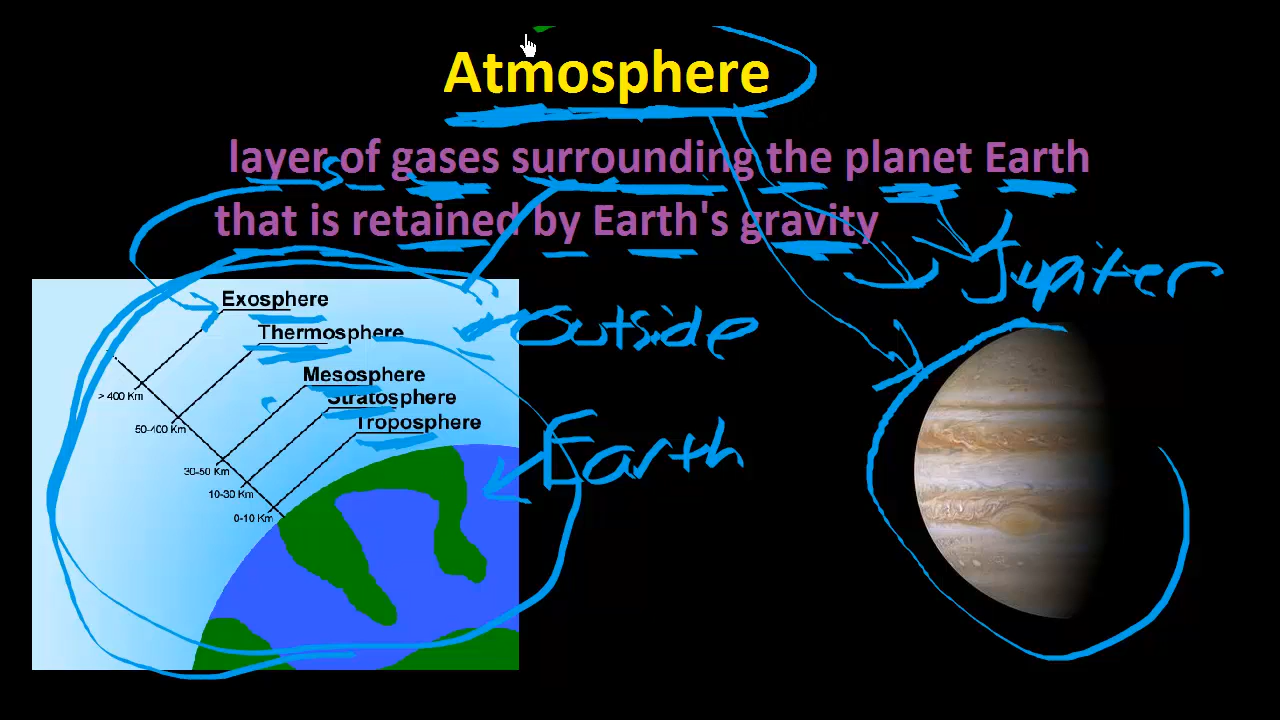 Atmosphere
layers of gases surrounding the planet Earth
that is retained by Earth's gravity
Jupiter
Exosphere
Thermosphere
outside
Mesosphere
> 400 Km
Stratosphere
Troposphere
50-400 Km
Earth
30-50 Km
10-30 Km
0-10 Km